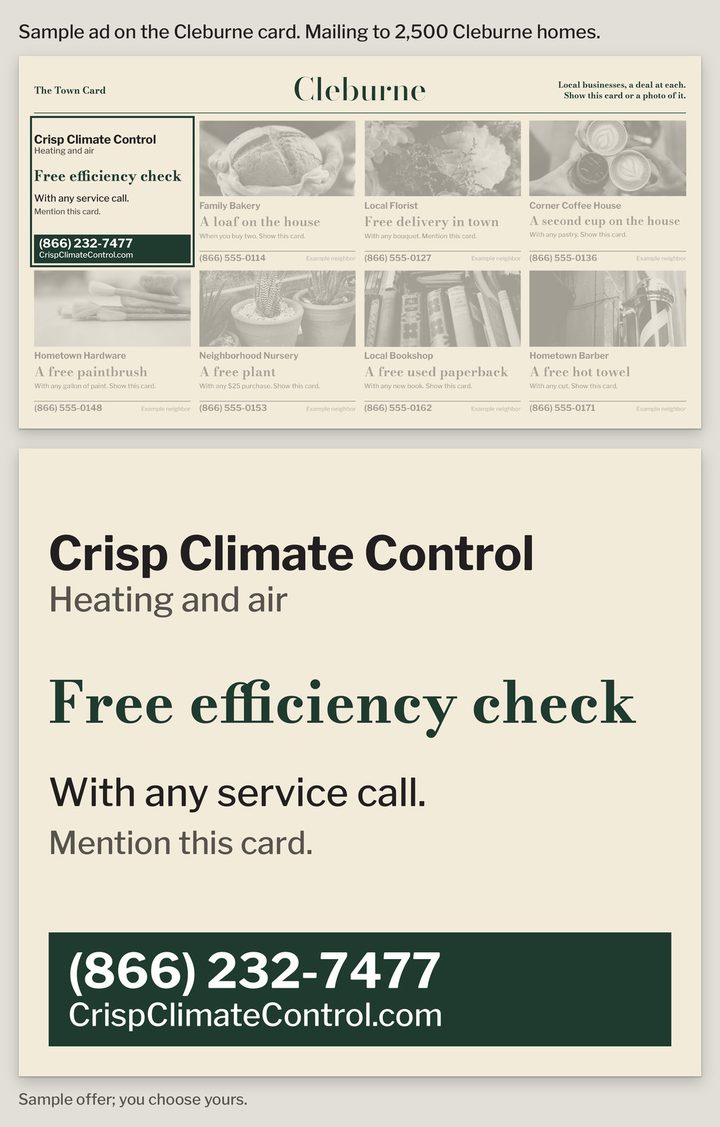 Sample ad on the Cleburne card. Mailing to 2,500 Cleburne homes.
The Town Card
Cleburne
Local businesses, a deal at each.
Show this card or a photo of it.
Crisp Climate Control
Heating and air
Free efficiency check
With any service call.
Mention this card.
(866) 232-7477
CrispClimateControl.com
Family Bakery
A loaf on the house
When you buy two. Show this card.
(866) 555-0114
Example neighbor
Local Florist
Free delivery in town
With any bouquet. Mention this card.
(866) 555-0127
Example neighbor
Corner Coffee House
A second cup on the house
With any pastry. Show this card.
(866) 555-0136
Example neighbor
Hometown Hardware
A free paintbrush
With any gallon of paint. Show this card.
(866) 555-0148
Example neighbor
Neighborhood Nursery
A free plant
With any $25 purchase. Show this card.
(866) 555-0153
Example neighbor
Local Bookshop
A free used paperback
With any new book. Show this card.
(866) 555-0162
Example neighbor
Hometown Barber
A free hot towel
With any cut. Show this card.
(866) 555-0171
Example neighbor
Crisp Climate Control
Heating and air
Free efficiency check
With any service call.
Mention this card.
(866) 232-7477
CrispClimateControl.com
Sample offer; you choose yours.